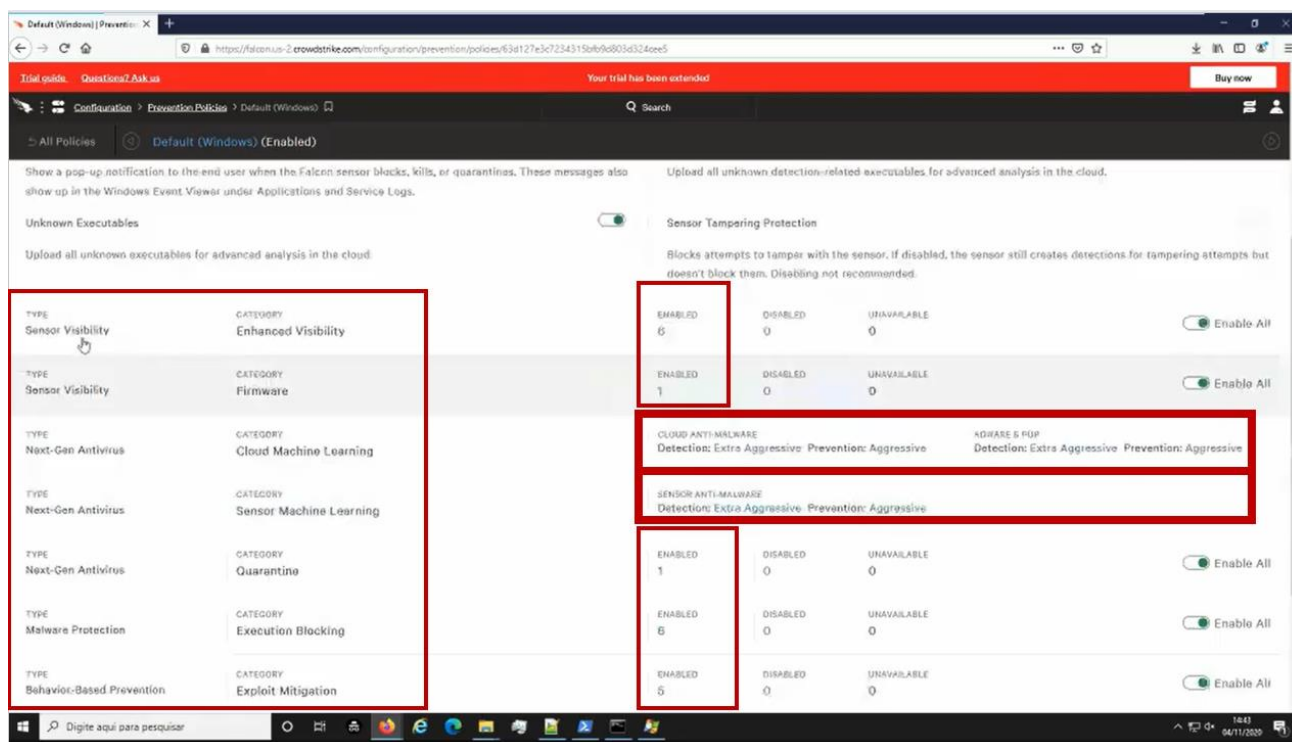 Default (Windows) | Prevention
https://falcon.us-2.crowdstrike.com/configuration/prevention/policies/
Trial guide Questions? Ask us Your trial has been extended Buy now
Configuration > Prevention Policies > Default (Windows) Search
All Policies Default (Windows) (Enabled)
Show a pop-up notification to the end user when the Falcon sensor blocks, kills, or quarantines. These messages also
show up in the Windows Event Viewer under Applications and Service Logs.
Upload all unknown detection-related executables for advanced analysis in the cloud.
Unknown Executables
Upload all unknown executables for advanced analysis in the cloud.
Sensor Tampering Protection
Blocks attempts to tamper with the sensor. If disabled, the sensor still creates detections for tampering attempts but
doesn't block them. Disabling not recommended.
TYPE CATEGORY ENABLED DISABLED UNAVAILABLE
Sensor Visibility Enhanced Visibility 6 0 0 Enable All
TYPE CATEGORY ENABLED DISABLED UNAVAILABLE
Sensor Visibility Firmware 1 0 0 Enable All
TYPE CATEGORY CLOUD ANTI-MALWARE ADWARE & PUP
Next-Gen Antivirus Cloud Machine Learning Detection: Extra Aggressive Prevention: Aggressive Detection: Extra Aggressive Prevention: Aggressive
TYPE CATEGORY SENSOR ANTI-MALWARE
Next-Gen Antivirus Sensor Machine Learning Detection: Extra Aggressive Prevention: Aggressive
TYPE CATEGORY ENABLED DISABLED UNAVAILABLE
Next-Gen Antivirus Quarantine 1 0 0 Enable All
TYPE CATEGORY ENABLED DISABLED UNAVAILABLE
Malware Protection Execution Blocking 6 0 0 Enable All
TYPE CATEGORY ENABLED DISABLED UNAVAILABLE
Behavior-Based Prevention Exploit Mitigation 5 0 0 Enable All
Digite aqui para pesquisar 14:43
04/11/2020